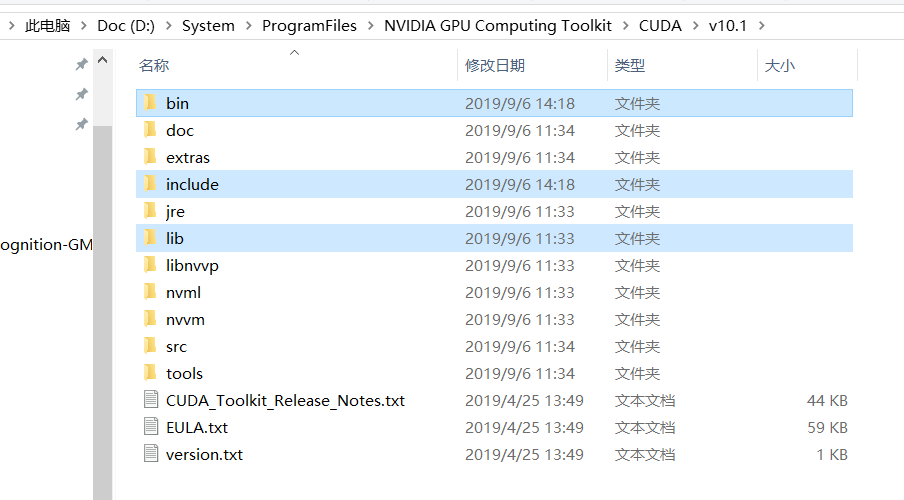 此电脑 > Doc (D:) > System > ProgramFiles > NVIDIA GPU Computing Toolkit > CUDA > v10.1 >
名称 修改日期 类型 大小
bin 2019/9/6 14:18 文件夹
doc 2019/9/6 11:34 文件夹
extras 2019/9/6 11:34 文件夹
include 2019/9/6 14:18 文件夹
jre 2019/9/6 11:33 文件夹
ognition-GM
lib 2019/9/6 11:33 文件夹
libnvvp 2019/9/6 11:33 文件夹
nvml 2019/9/6 11:33 文件夹
nvvm 2019/9/6 11:33 文件夹
src 2019/9/6 11:34 文件夹
tools 2019/9/6 11:34 文件夹
CUDA_Toolkit_Release_Notes.txt 2019/4/25 13:49 文本文档 44 KB
EULA.txt 2019/4/25 13:49 文本文档 59 KB
version.txt 2019/4/25 13:49 文本文档 1 KB